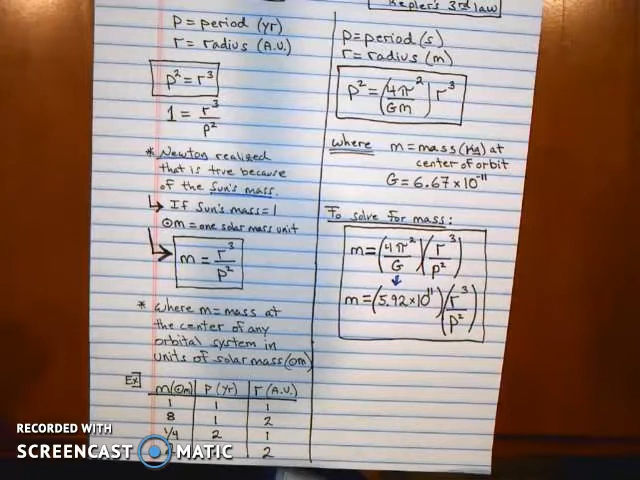 P = period (yr)
r = radius (A.U.)
p² = r³
1 = r³/p²
* Newton realized
that is true because
of the sun's mass.
↳ If sun's mass = 1
⊙m = one solar mass unit
m = r³/p²
* where m = mass at
the center of any
orbital system in
units of solar mass (⊙m)
Ex] m (⊙m) P (yr) r (A.U.)
1 1 1
8 1 2
1/4 2 1
2
Kepler's 3rd law
P = period (s)
r = radius (m)
p² = (4π²/Gm) r³
where m = mass (kg) at
center of orbit
G = 6.67 × 10⁻¹¹
To solve for mass:
m = (4π²/G)(r³/p²)
m = (5.92 × 10¹¹)(r³/p²)
RECORDED WITH
SCREENCAST MATIC